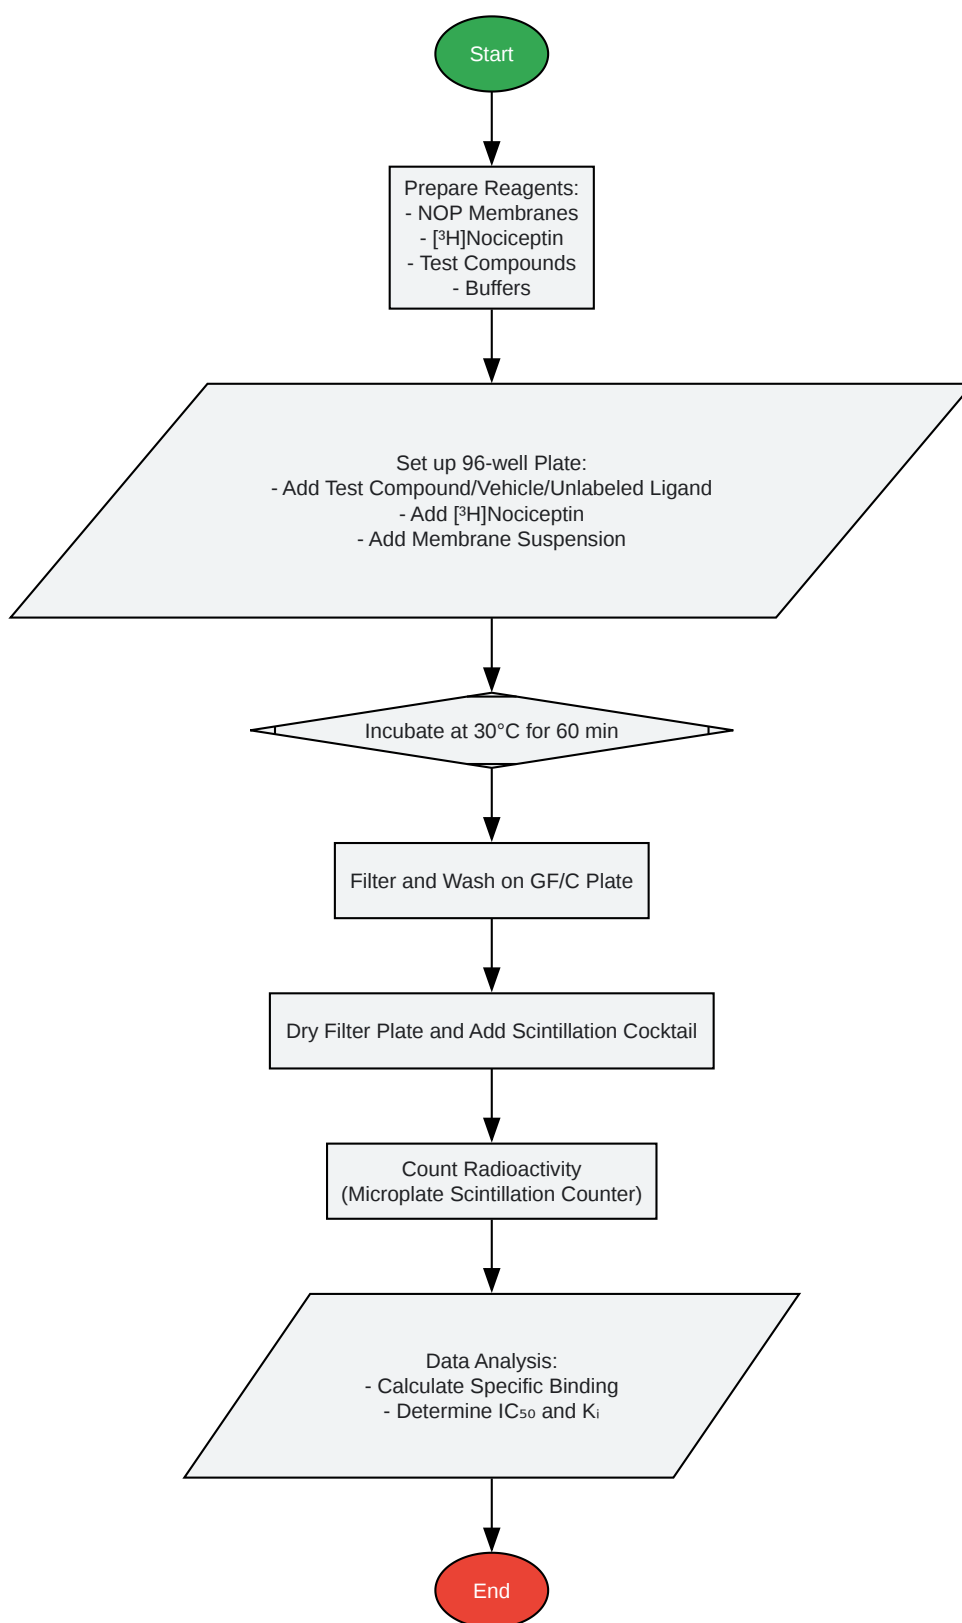 Start
Prepare Reagents:
- NOP Membranes
- [³H]Nociceptin
- Test Compounds
- Buffers
Set up 96-well Plate:
- Add Test Compound/Vehicle/Unlabeled Ligand
- Add [³H]Nociceptin
- Add Membrane Suspension
Incubate at 30°C for 60 min
Filter and Wash on GF/C Plate
Dry Filter Plate and Add Scintillation Cocktail
Count Radioactivity
(Microplate Scintillation Counter)
Data Analysis:
- Calculate Specific Binding
- Determine IC₅₀ and Kᵢ
End